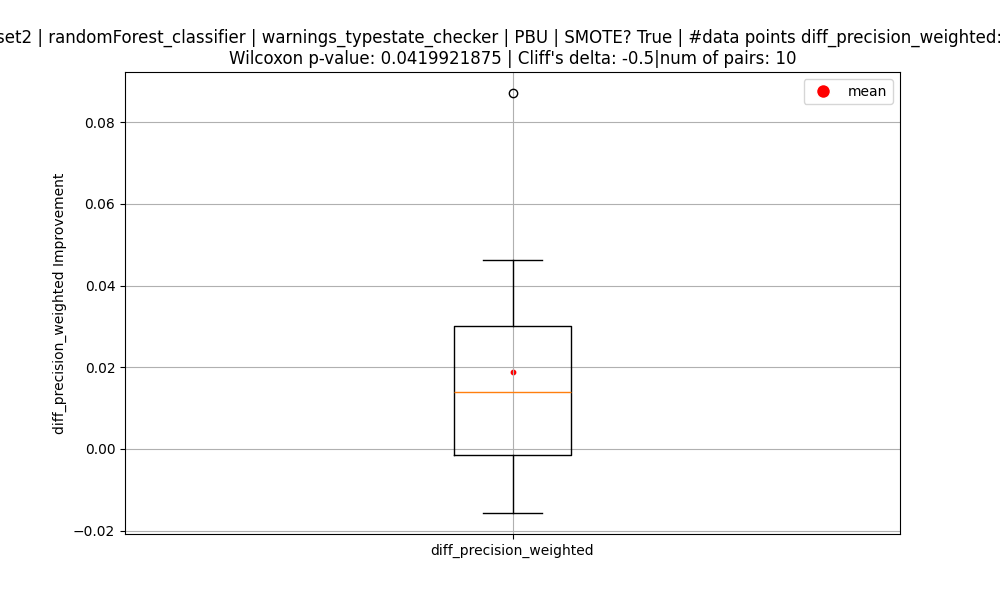 set2 | randomForest_classifier | warnings_typestate_checker | PBU | SMOTE? True | #data points diff_precision_weighted:
Wilcoxon p-value: 0.0419921875 | Cliff's delta: -0.5|num of pairs: 10
mean
0.08
0.06
0.04
0.02
0.00
−0.02
diff_precision_weighted Improvement
diff_precision_weighted